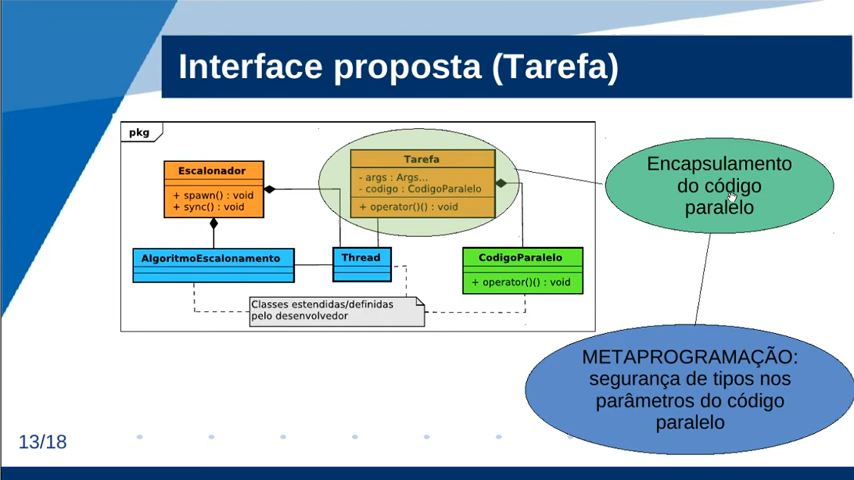 Interface proposta (Tarefa)
pkg
Escalonador
+ spawn() : void
+ sync() : void
Tarefa
- args : Args...
- codigo : CodigoParalelo
+ operator()() : void
AlgoritmoEscalonamento
Thread
CodigoParalelo
+ operator()() : void
Classes estendidas/definidas
pelo desenvolvedor
Encapsulamento
do código
paralelo
METAPROGRAMAÇÃO:
segurança de tipos nos
parâmetros do código
paralelo
13/18